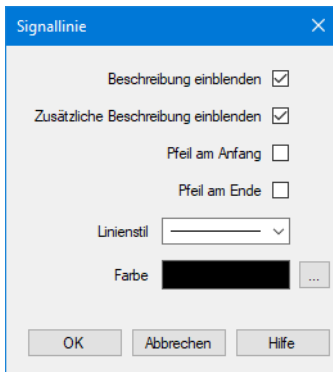 Signallinie
Beschreibung einblenden
Zusätzliche Beschreibung einblenden
Pfeil am Anfang
Pfeil am Ende
Linienstil
Farbe ...
OK Abbrechen Hilfe